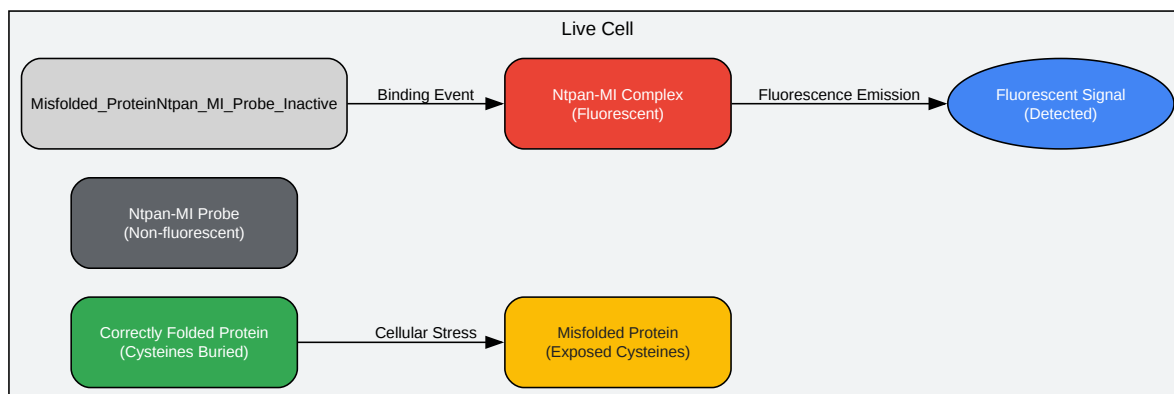 Live Cell
Misfolded_ProteinNtpan_MI_Probe_Inactive
Binding Event
Ntpan-MI Complex
(Fluorescent)
Fluorescence Emission
Fluorescent Signal
(Detected)
Ntpan-MI Probe
(Non-fluorescent)
Correctly Folded Protein
(Cysteines Buried)
Cellular Stress
Misfolded Protein
(Exposed Cysteines)